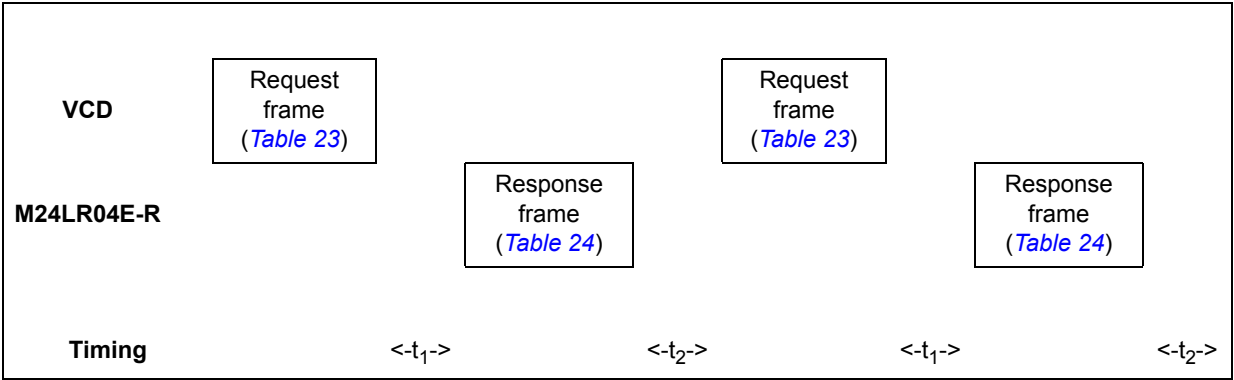 VCD
Request
frame
(Table 23)
Request
frame
(Table 23)
M24LR04E-R
Response
frame
(Table 24)
Response
frame
(Table 24)
Timing <-t1-> <-t2-> <-t1-> <-t2->